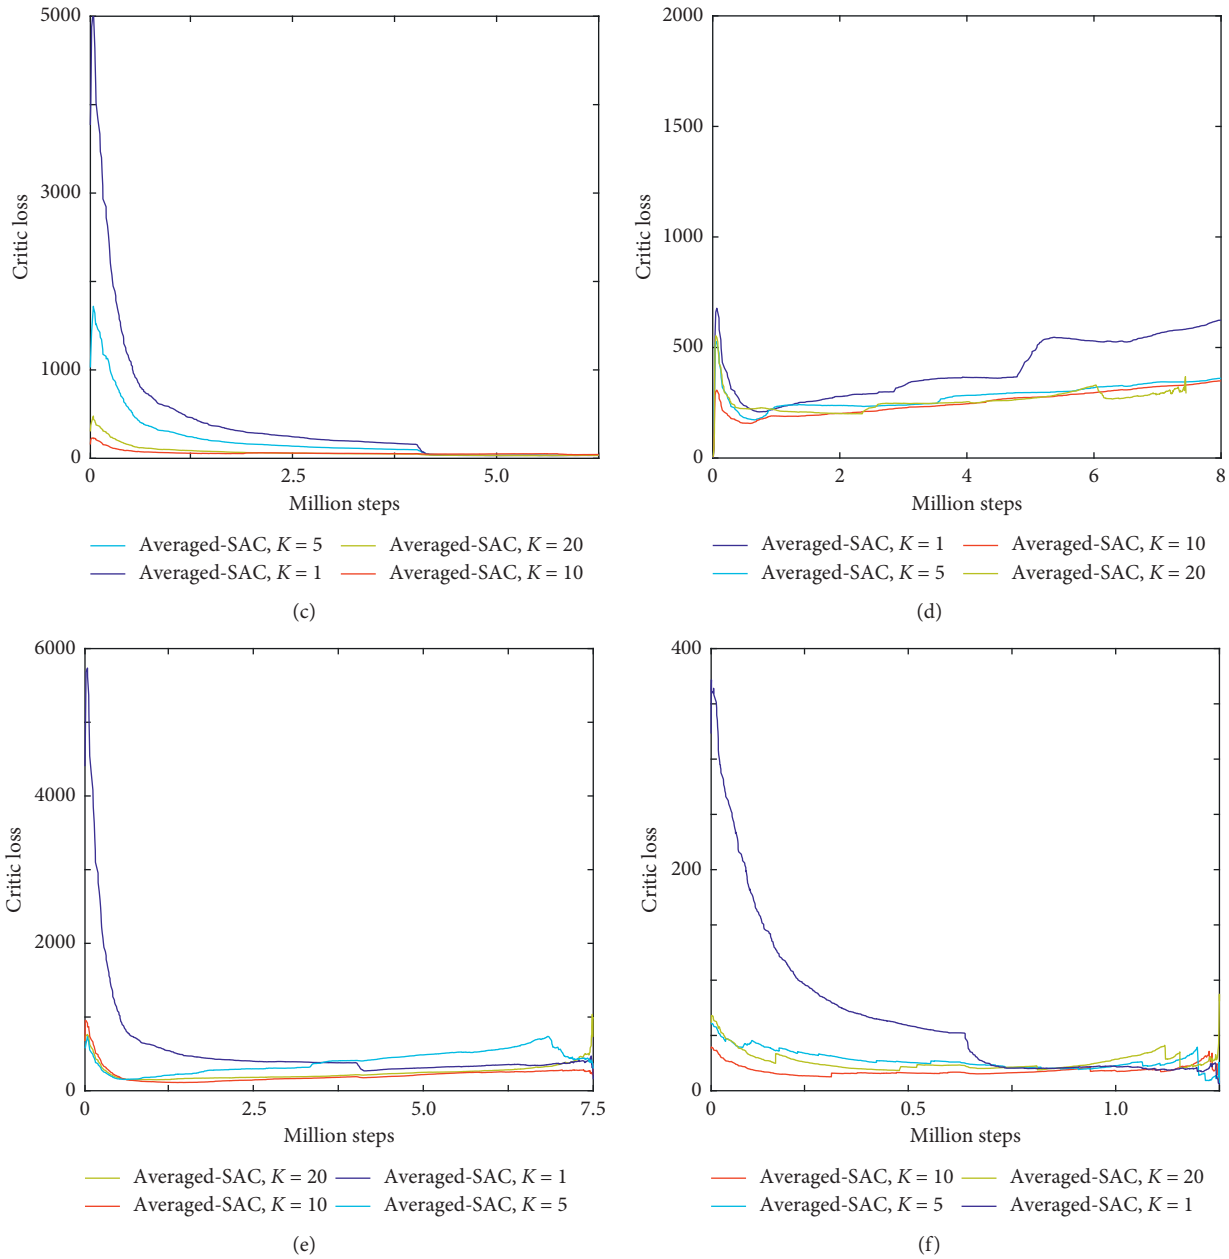 5000
3000
1000
0
Critic loss
0
2.5
5.0
Million steps
Averaged-SAC, K = 5
Averaged-SAC, K = 20
Averaged-SAC, K = 1
Averaged-SAC, K = 10
(c)
2000
1500
1000
500
0
Critic loss
0
2
4
6
8
Million steps
Averaged-SAC, K = 1
Averaged-SAC, K = 10
Averaged-SAC, K = 5
Averaged-SAC, K = 20
(d)
6000
4000
2000
0
Critic loss
0
2.5
5.0
7.5
Million steps
Averaged-SAC, K = 20
Averaged-SAC, K = 1
Averaged-SAC, K = 10
Averaged-SAC, K = 5
(e)
400
200
0
Critic loss
0
0.5
1.0
Million steps
Averaged-SAC, K = 10
Averaged-SAC, K = 20
Averaged-SAC, K = 5
Averaged-SAC, K = 1
(f)